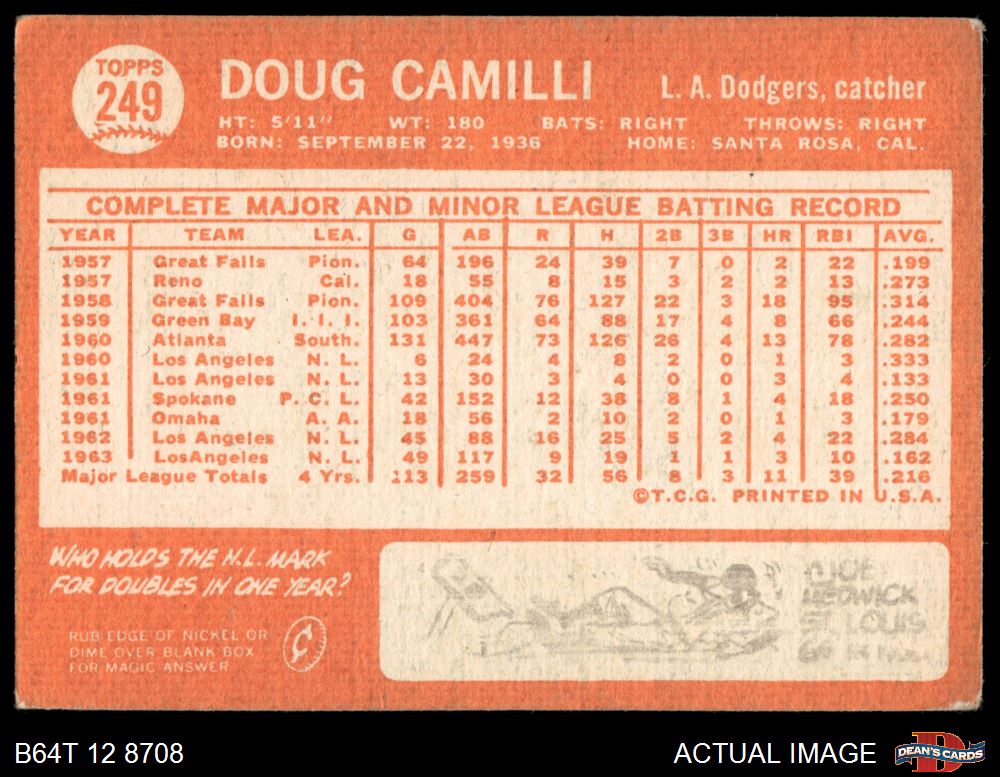 TOPPS
249
DOUG CAMILLI
L. A. Dodgers, catcher
HT: 5'11" WT: 180 BATS: RIGHT THROWS: RIGHT
BORN: SEPTEMBER 22, 1936 HOME: SANTA ROSA, CAL.
COMPLETE MAJOR AND MINOR LEAGUE BATTING RECORD
YEAR TEAM LEA. G AB R H 2B 3B HR RBI AVG.
1957 Great Falls Pion. 64 196 24 39 7 0 2 22 .199
1957 Reno Cal. 18 55 8 15 3 2 2 13 .273
1958 Great Falls Pion. 109 404 76 127 22 3 18 95 .314
1959 Green Bay I. I. I. 103 361 64 88 17 4 8 66 .244
1960 Atlanta South. 131 447 73 126 26 4 13 78 .282
1960 Los Angeles N. L. 6 24 4 8 2 0 1 3 .333
1961 Los Angeles N. L. 13 30 3 4 0 0 3 4 .133
1961 Spokane P. C. L. 42 152 12 38 8 1 4 18 .250
1961 Omaha A. A. 18 56 2 10 2 0 1 3 .179
1962 Los Angeles N. L. 45 88 16 25 5 2 4 22 .284
1963 LosAngeles N. L. 49 117 9 19 1 1 3 10 .162
Major League Totals 4 Yrs. 113 259 32 56 8 3 11 39 .216
©T.C.G. PRINTED IN U.S.A.
WHO HOLDS THE N.L. MARK
FOR DOUBLES IN ONE YEAR?
RUB EDGE OF NICKEL OR
DIME OVER BLANK BOX
FOR MAGIC ANSWER
¢
JOE
MEDWICK
ST. LOUIS
B64T 12 8708
ACTUAL IMAGE
DEAN'S CARDS